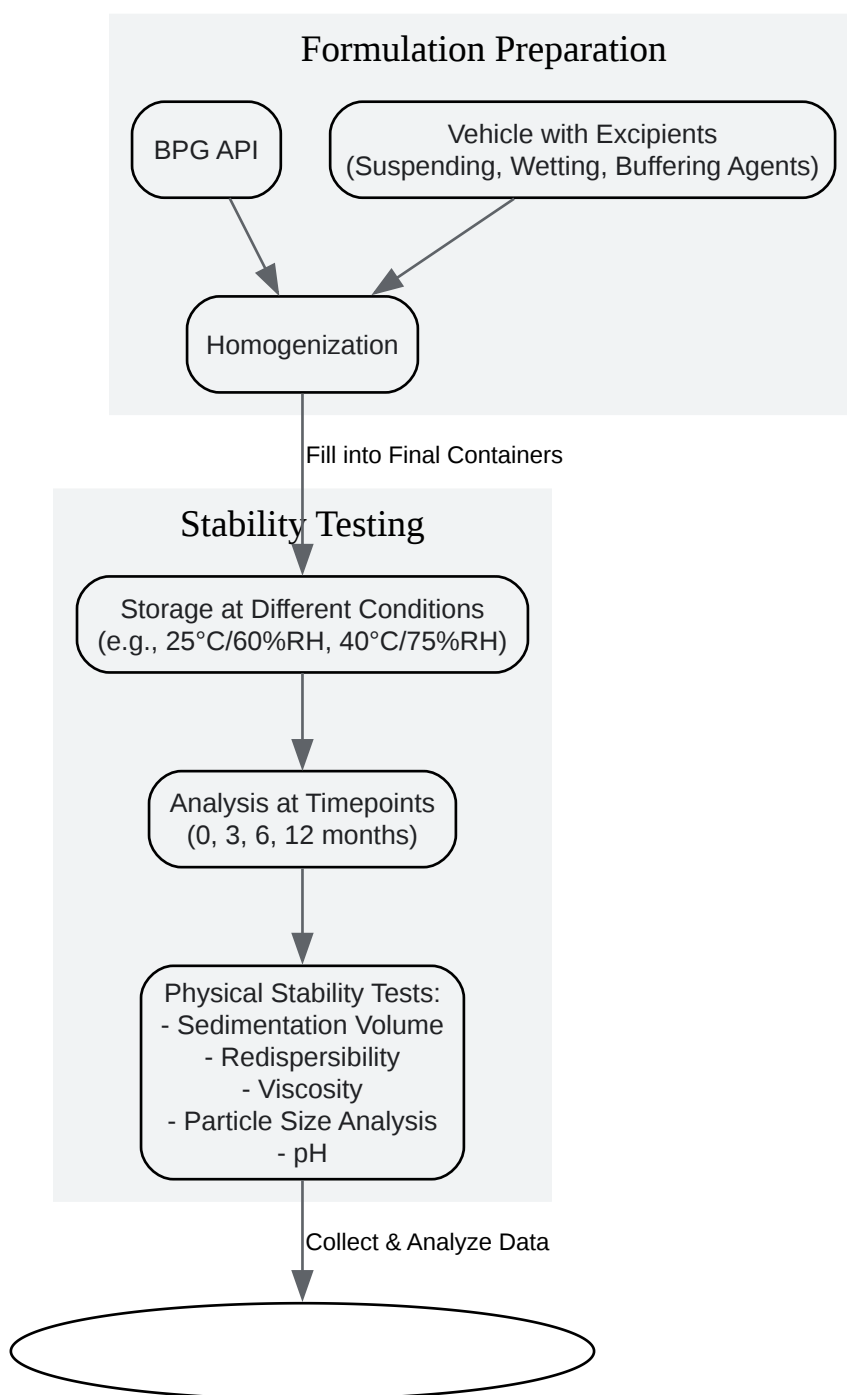 Formulation Preparation
BPG API
Vehicle with Excipients
(Suspending, Wetting, Buffering Agents)
Homogenization
Fill into Final Containers
Stability Testing
Storage at Different Conditions
(e.g., 25°C/60%RH, 40°C/75%RH)
Analysis at Timepoints
(0, 3, 6, 12 months)
Physical Stability Tests:
- Sedimentation Volume
- Redispersibility
- Viscosity
- Particle Size Analysis
- pH
Collect & Analyze Data